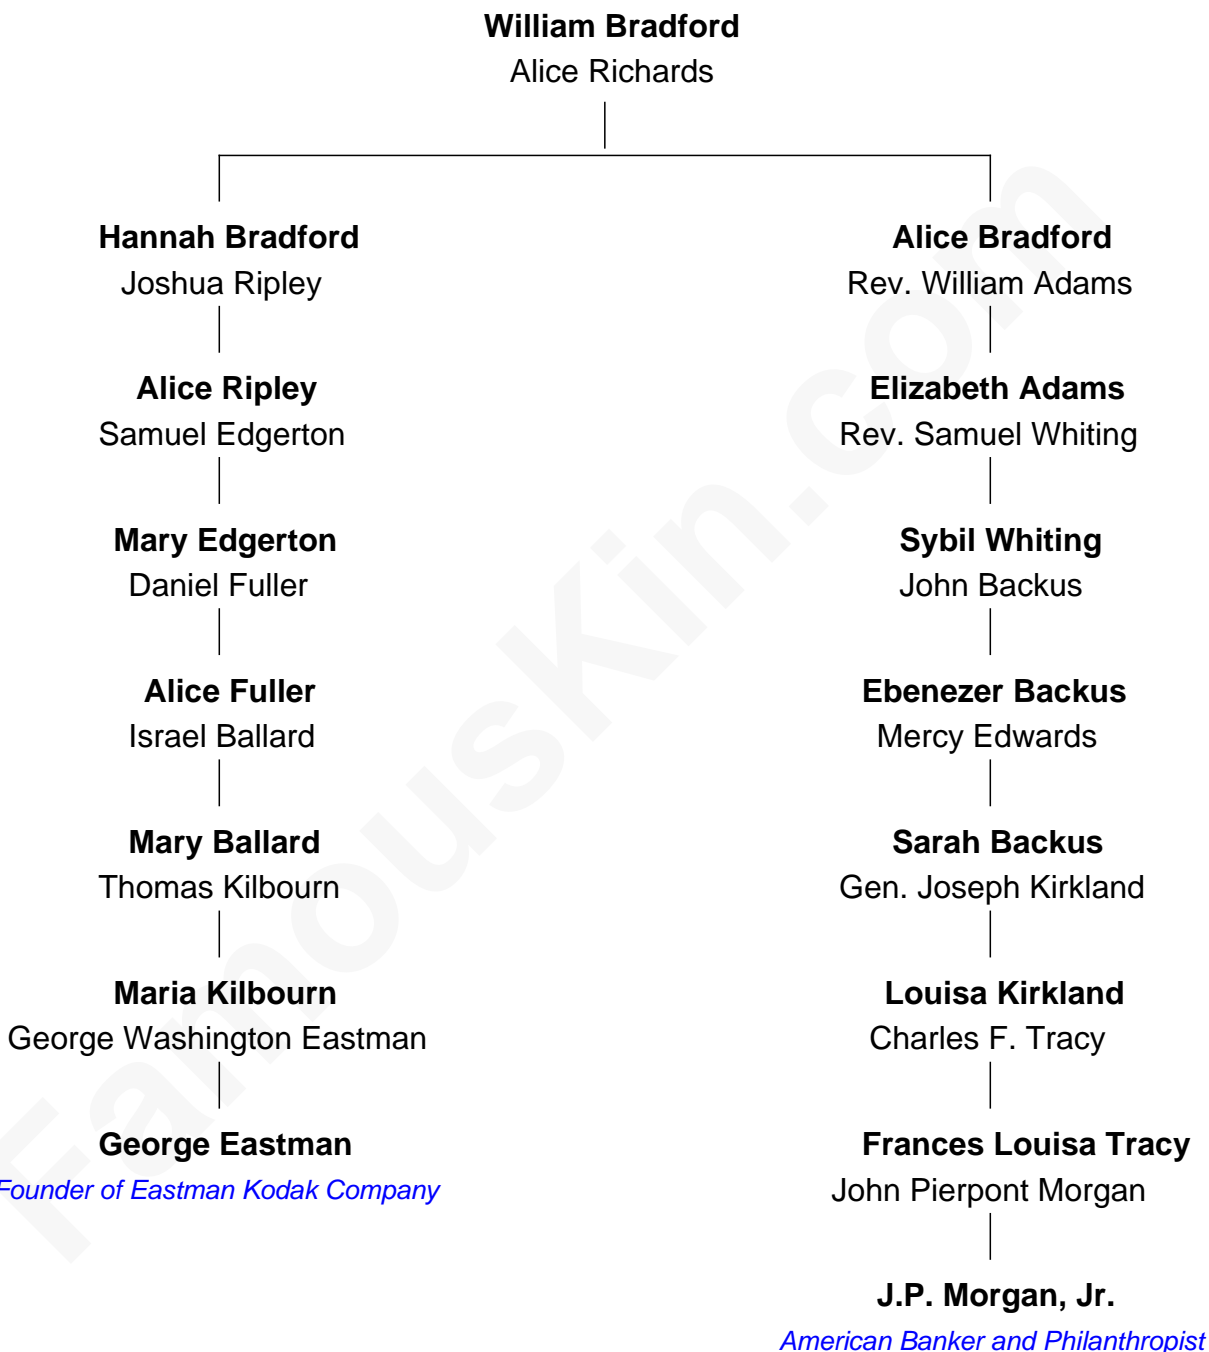 William Bradford
Alice Richards
Hannah Bradford
Joshua Ripley
Alice Ripley
Samuel Edgerton
Mary Edgerton
Daniel Fuller
Alice Fuller
Israel Ballard
Mary Ballard
Thomas Kilbourn
Maria Kilbourn
George Washington Eastman
George Eastman
Founder of Eastman Kodak Company
Alice Bradford
Rev. William Adams
Elizabeth Adams
Rev. Samuel Whiting
Sybil Whiting
John Backus
Ebenezer Backus
Mercy Edwards
Sarah Backus
Gen. Joseph Kirkland
Louisa Kirkland
Charles F. Tracy
Frances Louisa Tracy
John Pierpont Morgan
J.P. Morgan, Jr.
American Banker and Philanthropist
FamousKin.com